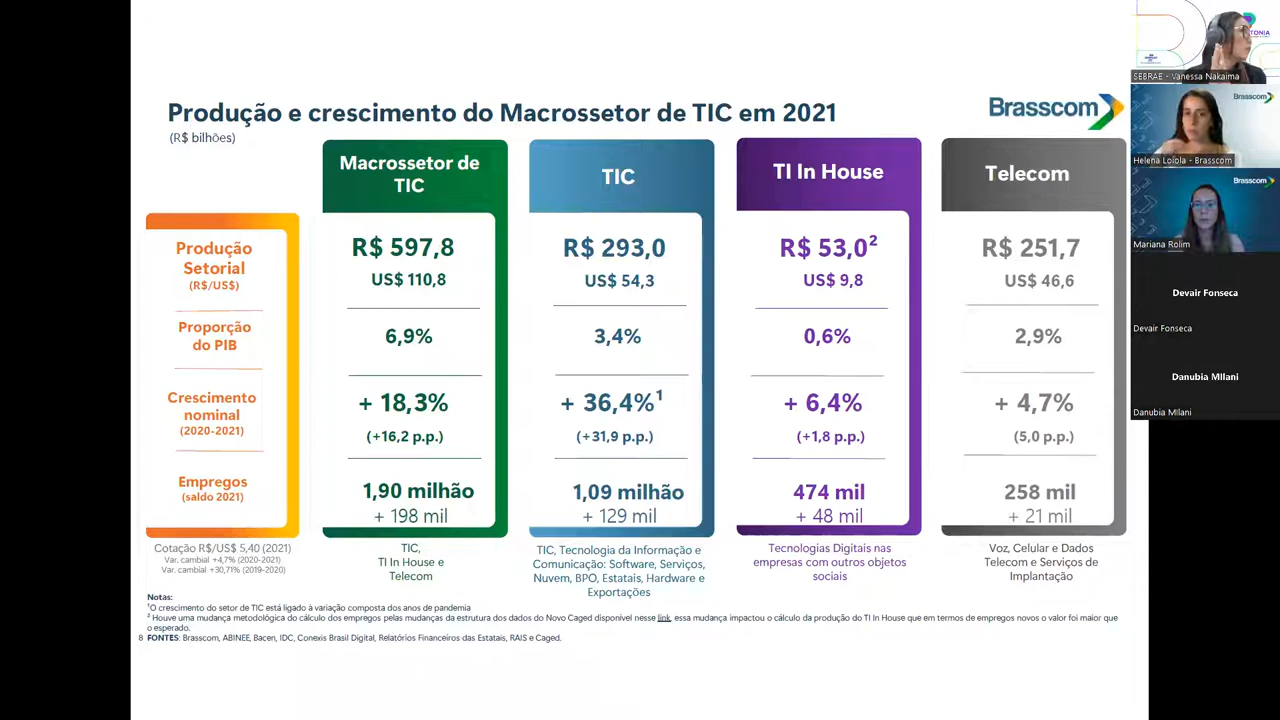 Produção e crescimento do Macrossetor de TIC em 2021
(R$ bilhões)
Brasscom
Macrossetor de
TIC
TIC
TI In House
Telecom
Produção
Setorial
(R$/US$)
R$ 597,8
US$ 110,8
R$ 293,0
US$ 54,3
R$ 53,0²
US$ 9,8
R$ 251,7
US$ 46,6
Proporção
do PIB
6,9%
3,4%
0,6%
2,9%
Crescimento
nominal
(2020-2021)
+ 18,3%
(+16,2 p.p.)
+ 36,4%¹
(+31,9 p.p.)
+ 6,4%
(+1,8 p.p.)
+ 4,7%
(5,0 p.p.)
Empregos
(saldo 2021)
1,90 milhão
+ 198 mil
1,09 milhão
+ 129 mil
474 mil
+ 48 mil
258 mil
+ 21 mil
Cotação R$/US$ 5,40 (2021)
Var. cambial +4,7% (2020-2021)
Var. cambial +30,71% (2019-2020)
TIC,
TI In House e
Telecom
TIC, Tecnologia da Informação e
Comunicação: Software, Serviços,
Nuvem, BPO, Estatais, Hardware e
Exportações
Tecnologias Digitais nas
empresas com outros objetos
sociais
Voz, Celular e Dados
Telecom e Serviços de
Implantação
Notas:
¹O crescimento do setor de TIC está ligado à variação composta dos anos de pandemia
² Houve uma mudança metodológica do cálculo dos empregos pelas mudanças da estrutura dos dados do Novo Caged disponível nesse link, essa mudança impactou o cálculo da produção do TI In House que em termos de empregos novos o valor foi maior que
o esperado.
8 FONTES: Brasscom, ABINEE, Bacen, IDC, Conexis Brasil Digital, Relatórios Financeiros das Estatais, RAIS e Caged.
SEBRAE - Vanessa Nakaima
Brasscom
Helena Loiola - Brasscom
Brasscom
Mariana Rolim
Devair Fonseca
Devair Fonseca
Danubia MIlani
Danubia MIlani